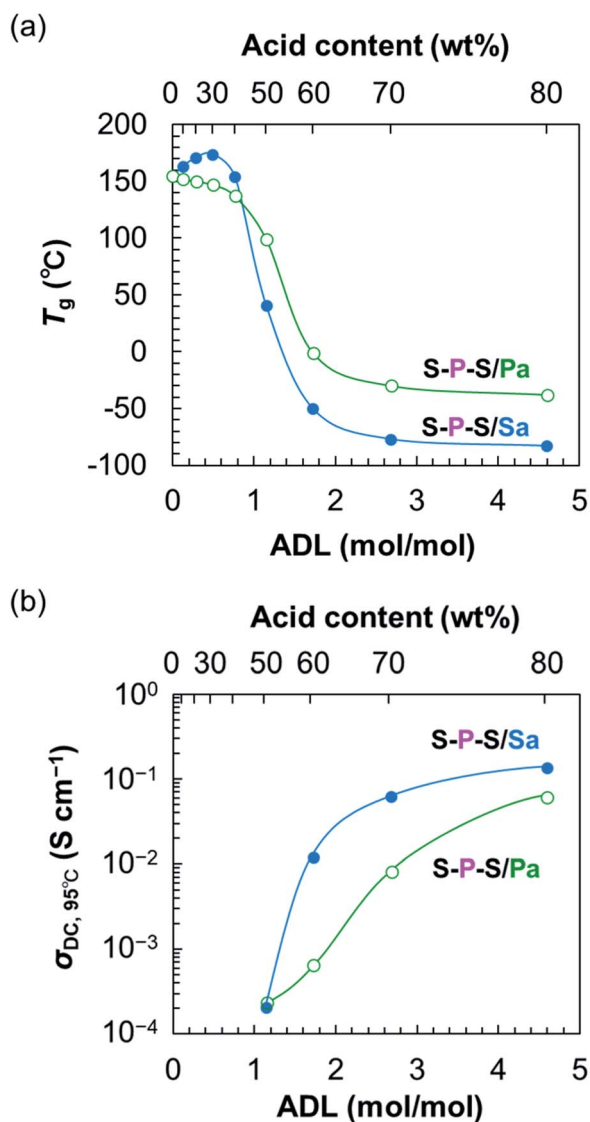 (a)
Acid content (wt%)
0 30 50 60 70 80
200
150
100
50
0
-50
-100
Tg (℃)
S-P-S/Pa
S-P-S/Sa
0 1 2 3 4 5
ADL (mol/mol)
(b)
Acid content (wt%)
0 30 50 60 70 80
10⁰
10⁻¹
10⁻²
10⁻³
10⁻⁴
σDC, 95℃ (S cm⁻¹)
S-P-S/Sa
S-P-S/Pa
0 1 2 3 4 5
ADL (mol/mol)